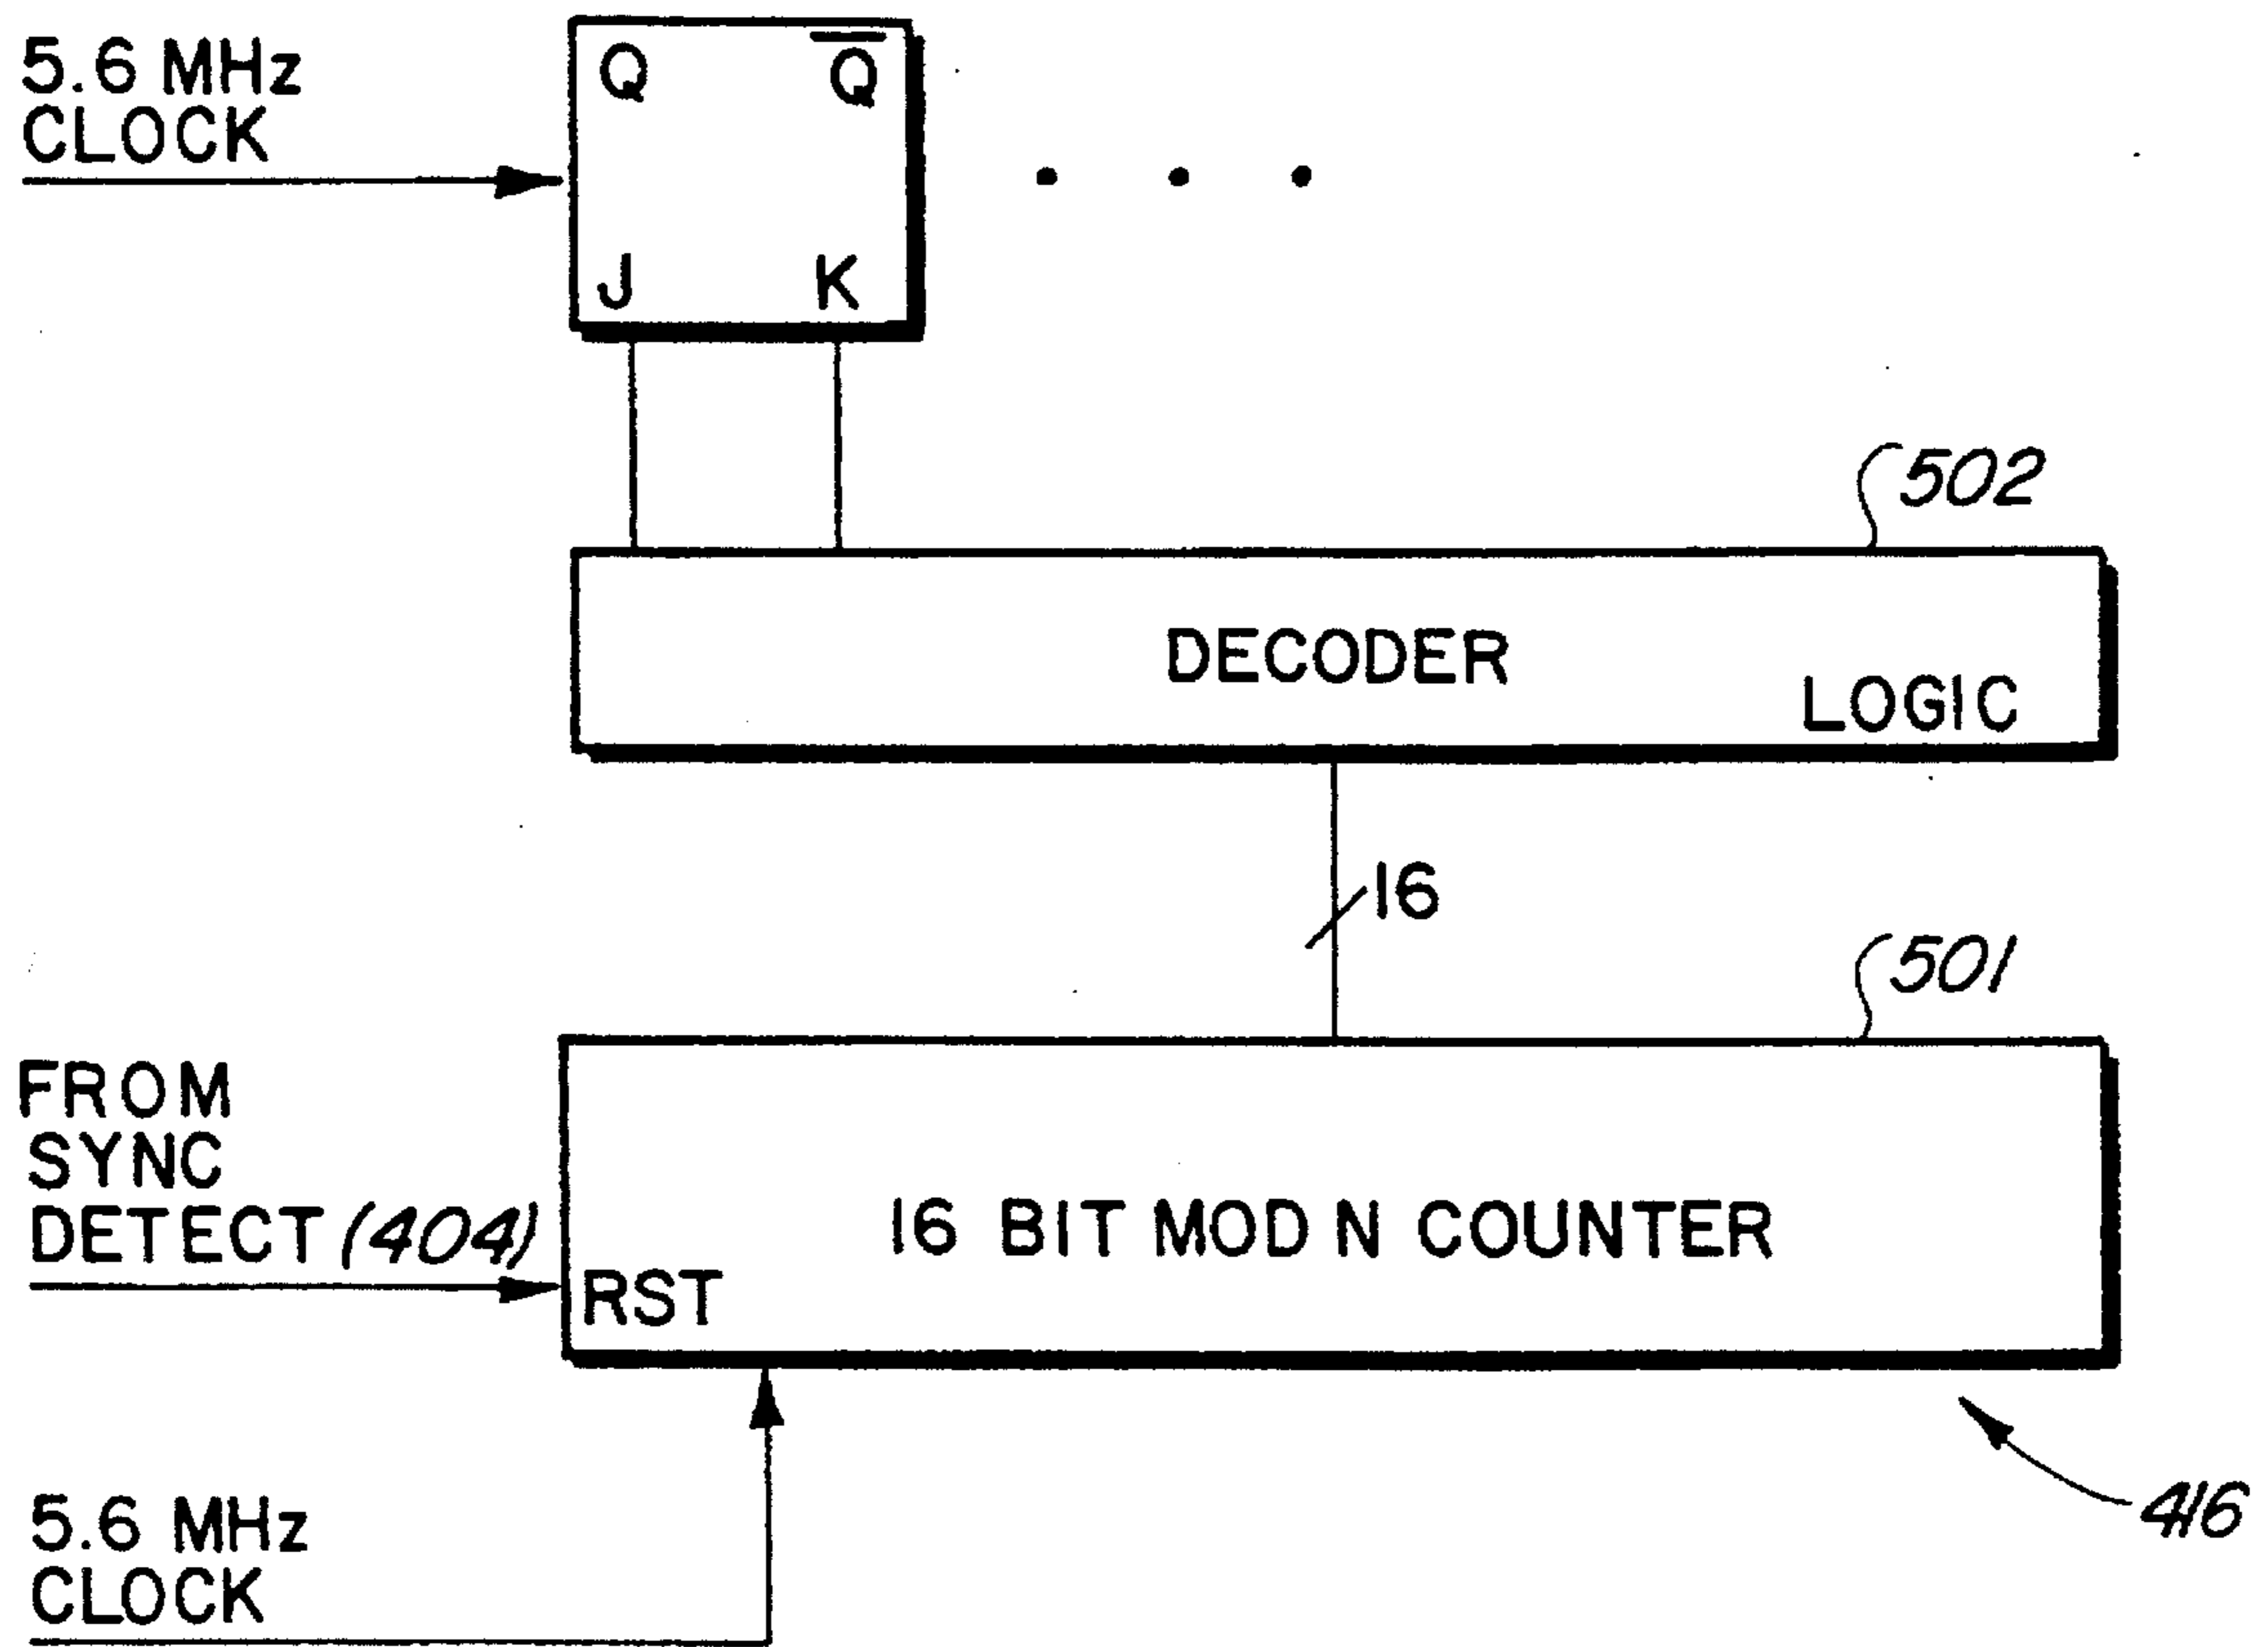 5.6 MHz
CLOCK
Q Q̅
J K
502
DECODER
LOGIC
16
501
FROM
SYNC
DETECT (404)
RST
16 BIT MOD N COUNTER
416
5.6 MHz
CLOCK